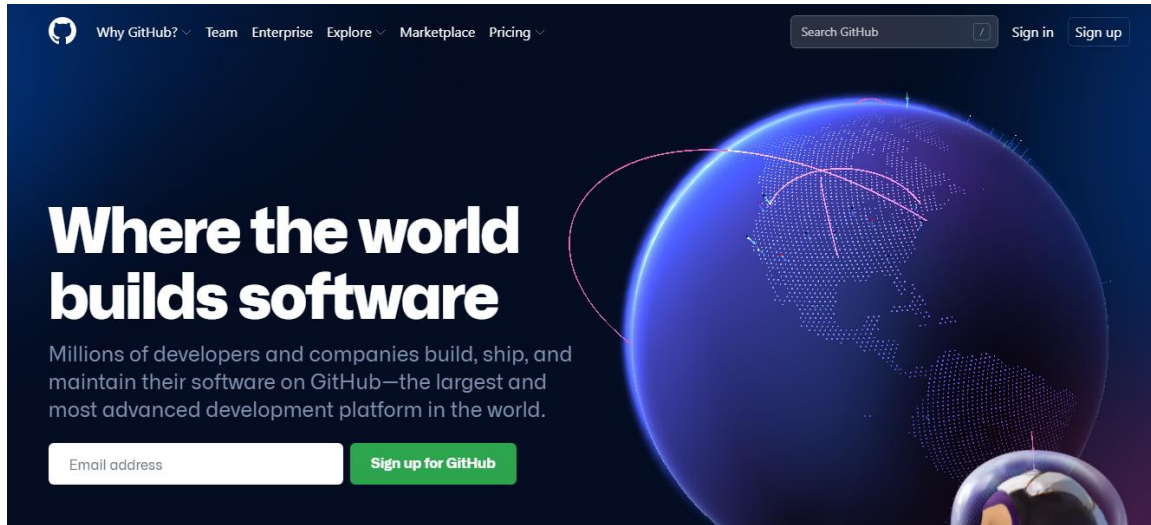 Why GitHub? Team Enterprise Explore Marketplace Pricing Search GitHub / Sign in Sign up
Where the world
builds software
Millions of developers and companies build, ship, and
maintain their software on GitHub—the largest and
most advanced development platform in the world.
Email address Sign up for GitHub